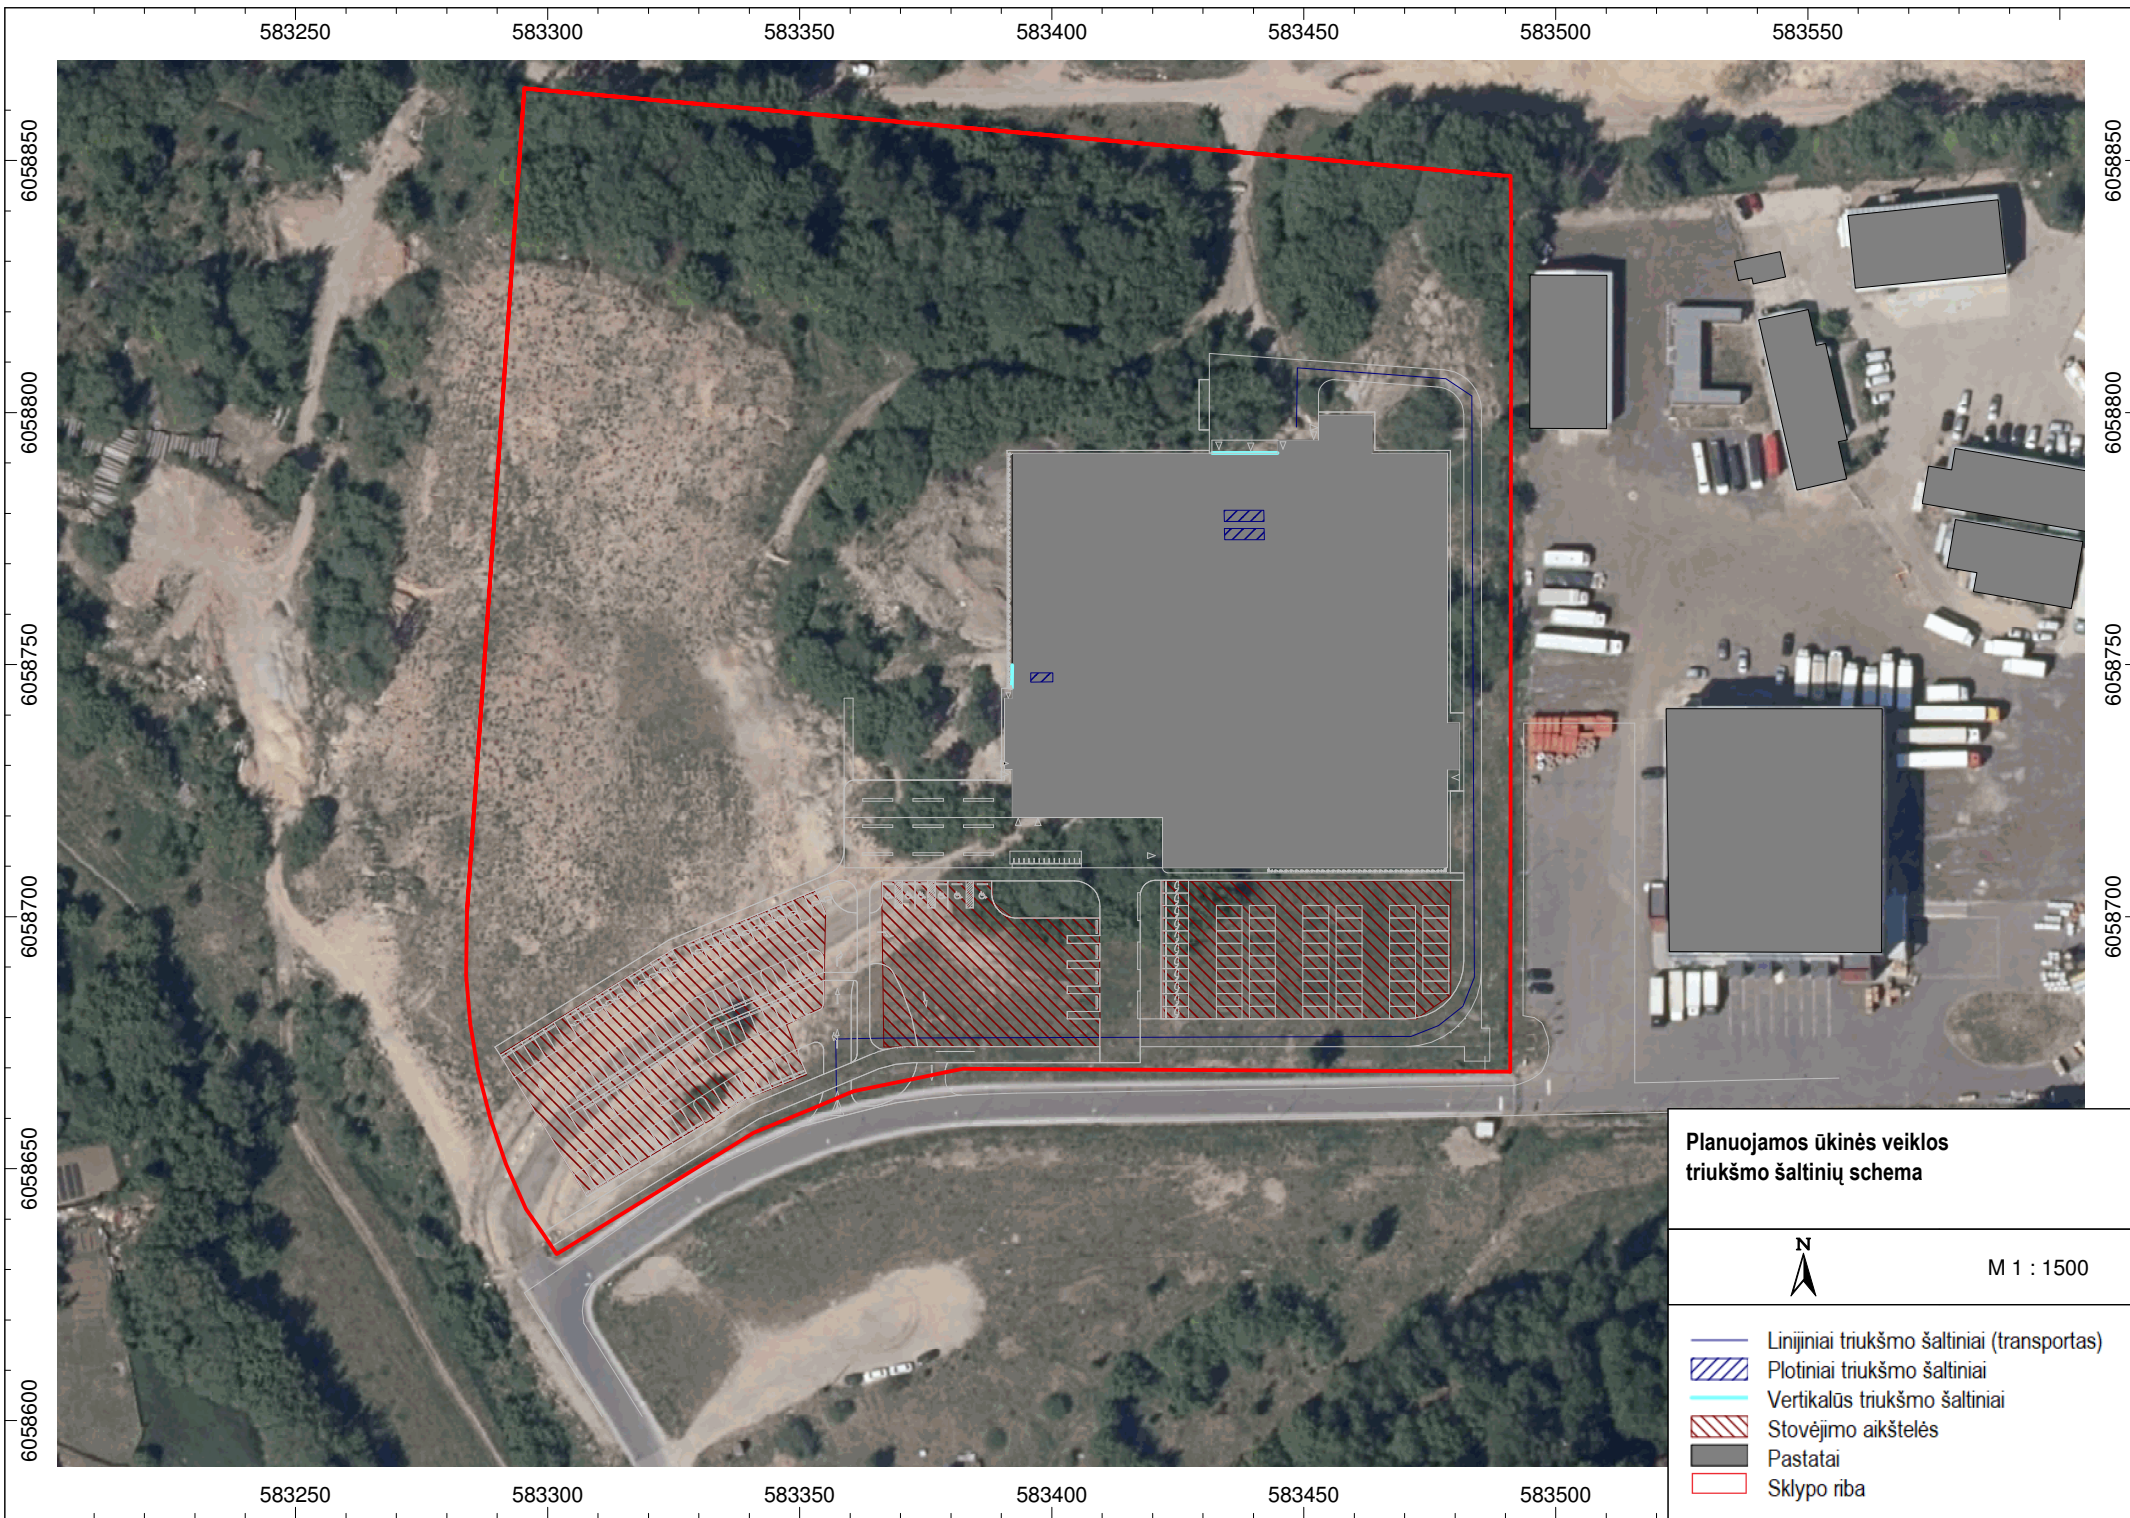 583250 583300 583350 583400 583450 583500 583550
6058850 6058850
6058800 6058800
6058750 6058750
6058700 6058700
6058650
6058600
Planuojamos ūkinės veiklos
triukšmo šaltinių schema
N
M 1 : 1500
Linijiniai triukšmo šaltiniai (transportas)
Plotiniai triukšmo šaltiniai
Vertikalūs triukšmo šaltiniai
Stovėjimo aikštelės
Pastatai
Sklypo riba
583250 583300 583350 583400 583450 583500